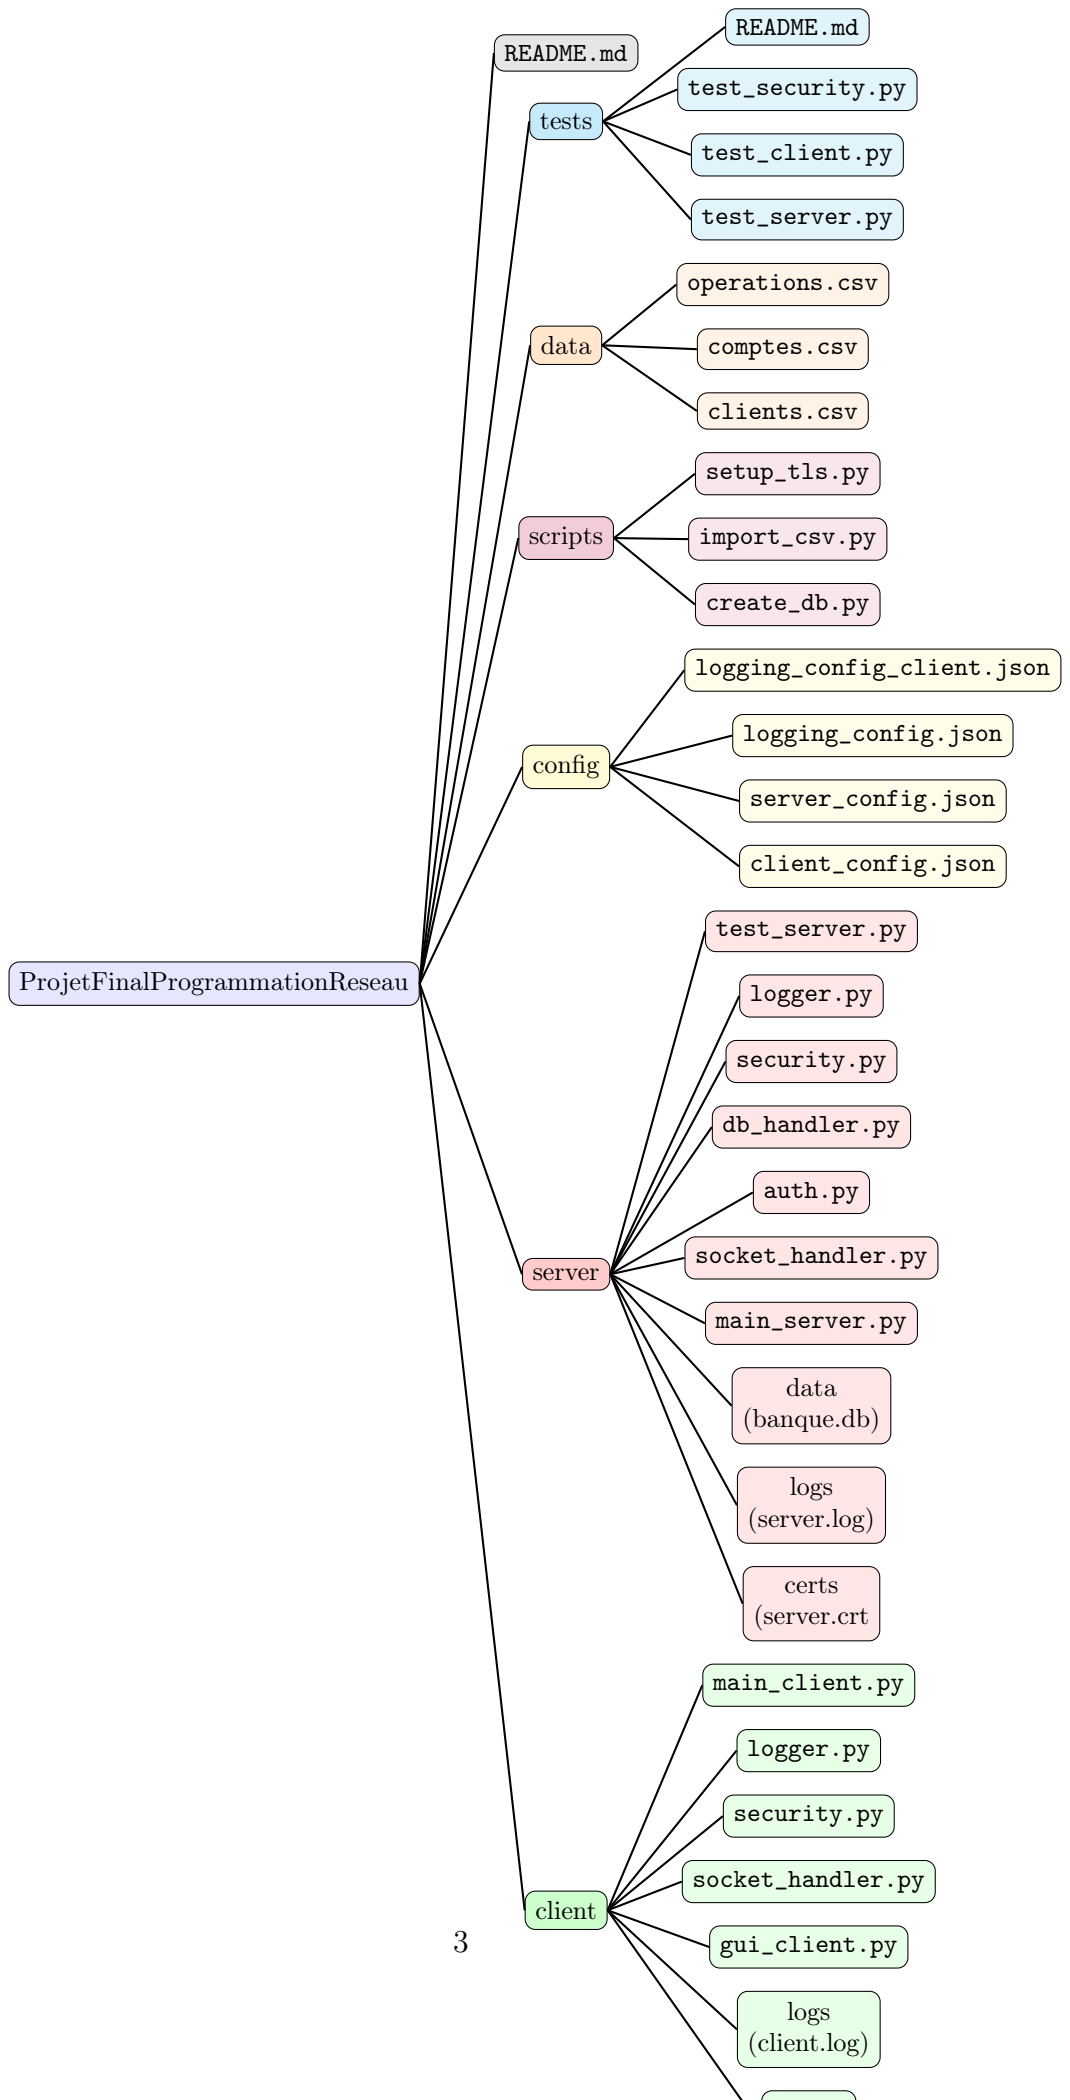 README.md
README.md
tests
test_security.py
test_client.py
test_server.py
operations.csv
data
comptes.csv
clients.csv
setup_tls.py
scripts
import_csv.py
create_db.py
logging_config_client.json
logging_config.json
config
server_config.json
client_config.json
ProjetFinalProgrammationReseau
test_server.py
logger.py
security.py
db_handler.py
auth.py
socket_handler.py
server
main_server.py
data
(banque.db)
logs
(server.log)
certs
(server.crt
main_client.py
logger.py
security.py
socket_handler.py
client
gui_client.py
logs
(client.log)
3